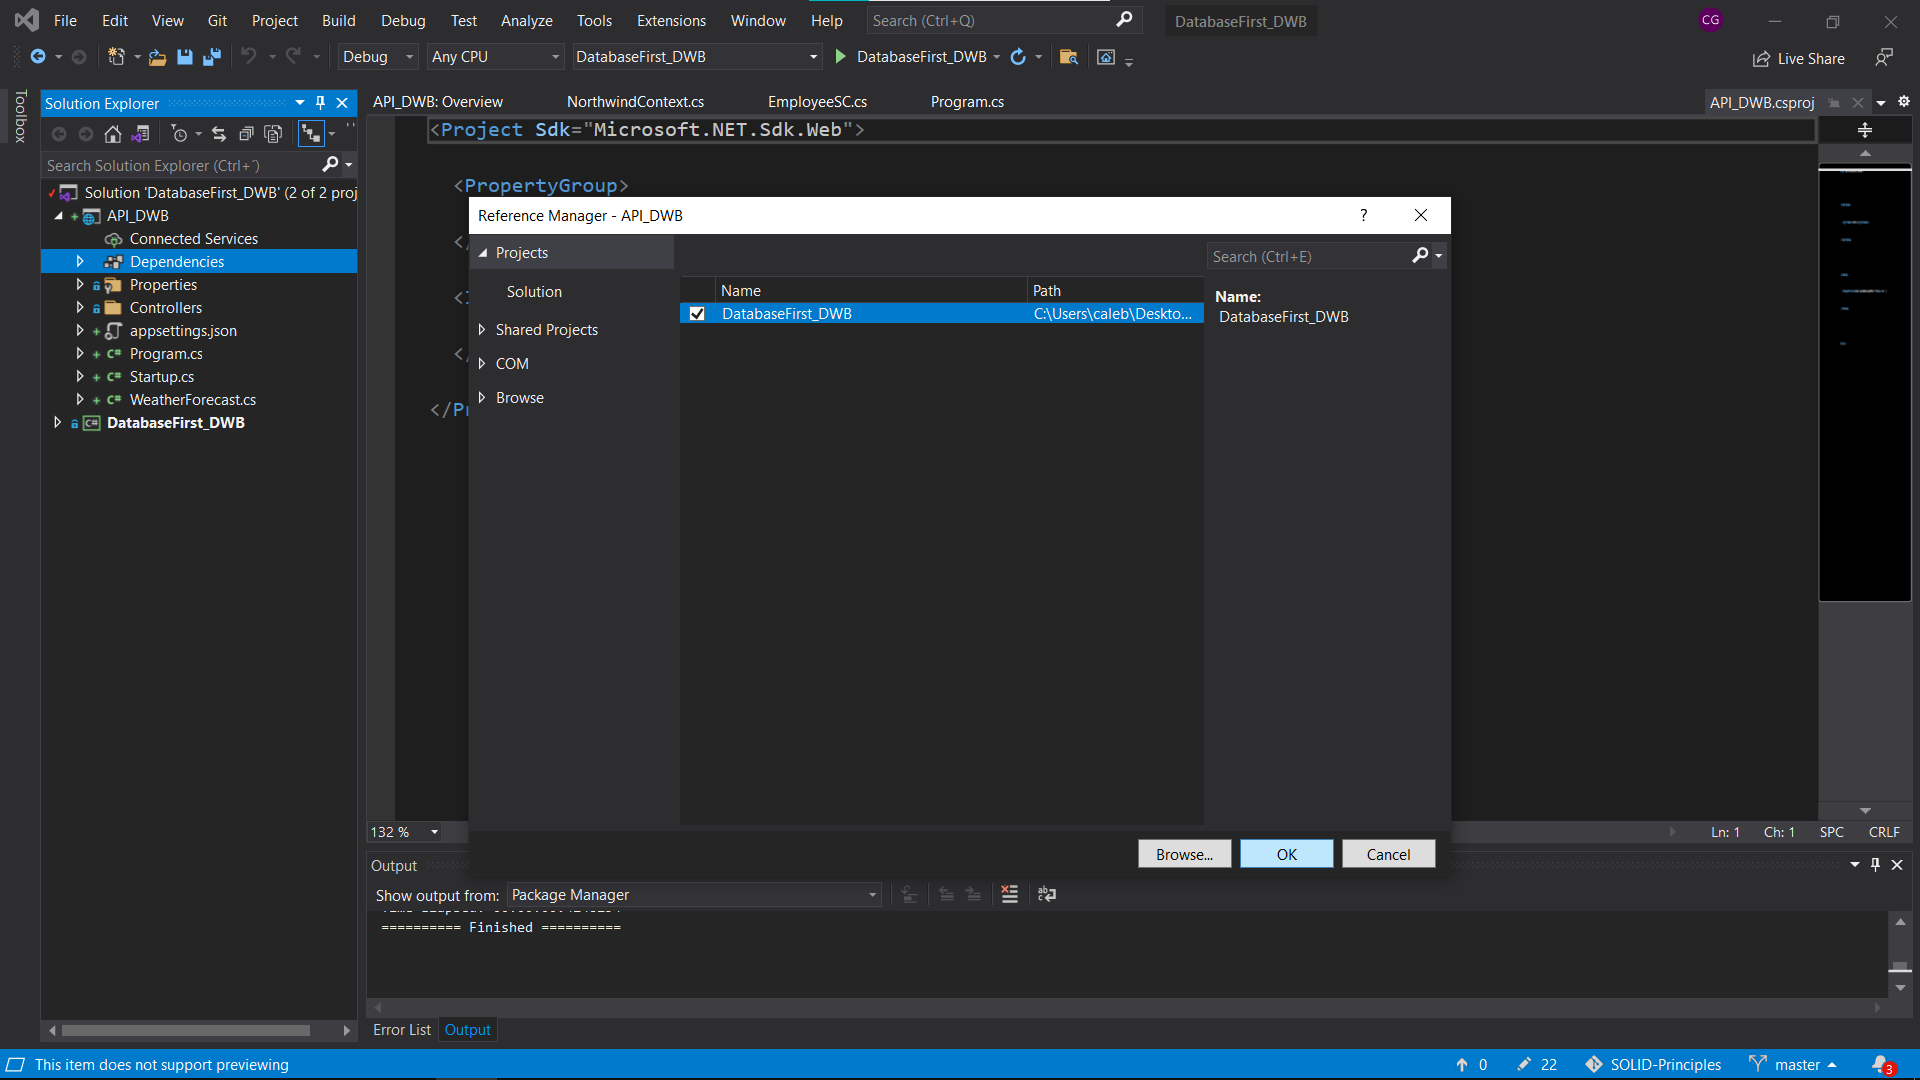 File Edit View Git Project Build Debug Test Analyze Tools Extensions Window Help Search (Ctrl+Q) DatabaseFirst_DWB CG
Debug Any CPU DatabaseFirst_DWB DatabaseFirst_DWB Live Share
Toolbox
Solution Explorer
Search Solution Explorer (Ctrl+´)
Solution 'DatabaseFirst_DWB' (2 of 2 proj
API_DWB
Connected Services
Dependencies
Properties
Controllers
appsettings.json
Program.cs
Startup.cs
WeatherForecast.cs
DatabaseFirst_DWB
API_DWB: Overview NorthwindContext.cs EmployeeSC.cs Program.cs API_DWB.csproj
<Project Sdk="Microsoft.NET.Sdk.Web">
<PropertyGroup>
Reference Manager - API_DWB ?
Projects
Solution
Shared Projects
COM
Browse
Search (Ctrl+E)
Name Path
DatabaseFirst_DWB C:\Users\caleb\Deskto...
Name:
DatabaseFirst_DWB
Browse... OK Cancel
</
</
</P
132 % Ln: 1 Ch: 1 SPC CRLF
Output
Show output from: Package Manager
========== Finished ==========
Error List Output
This item does not support previewing 0 22 SOLID-Principles master 3